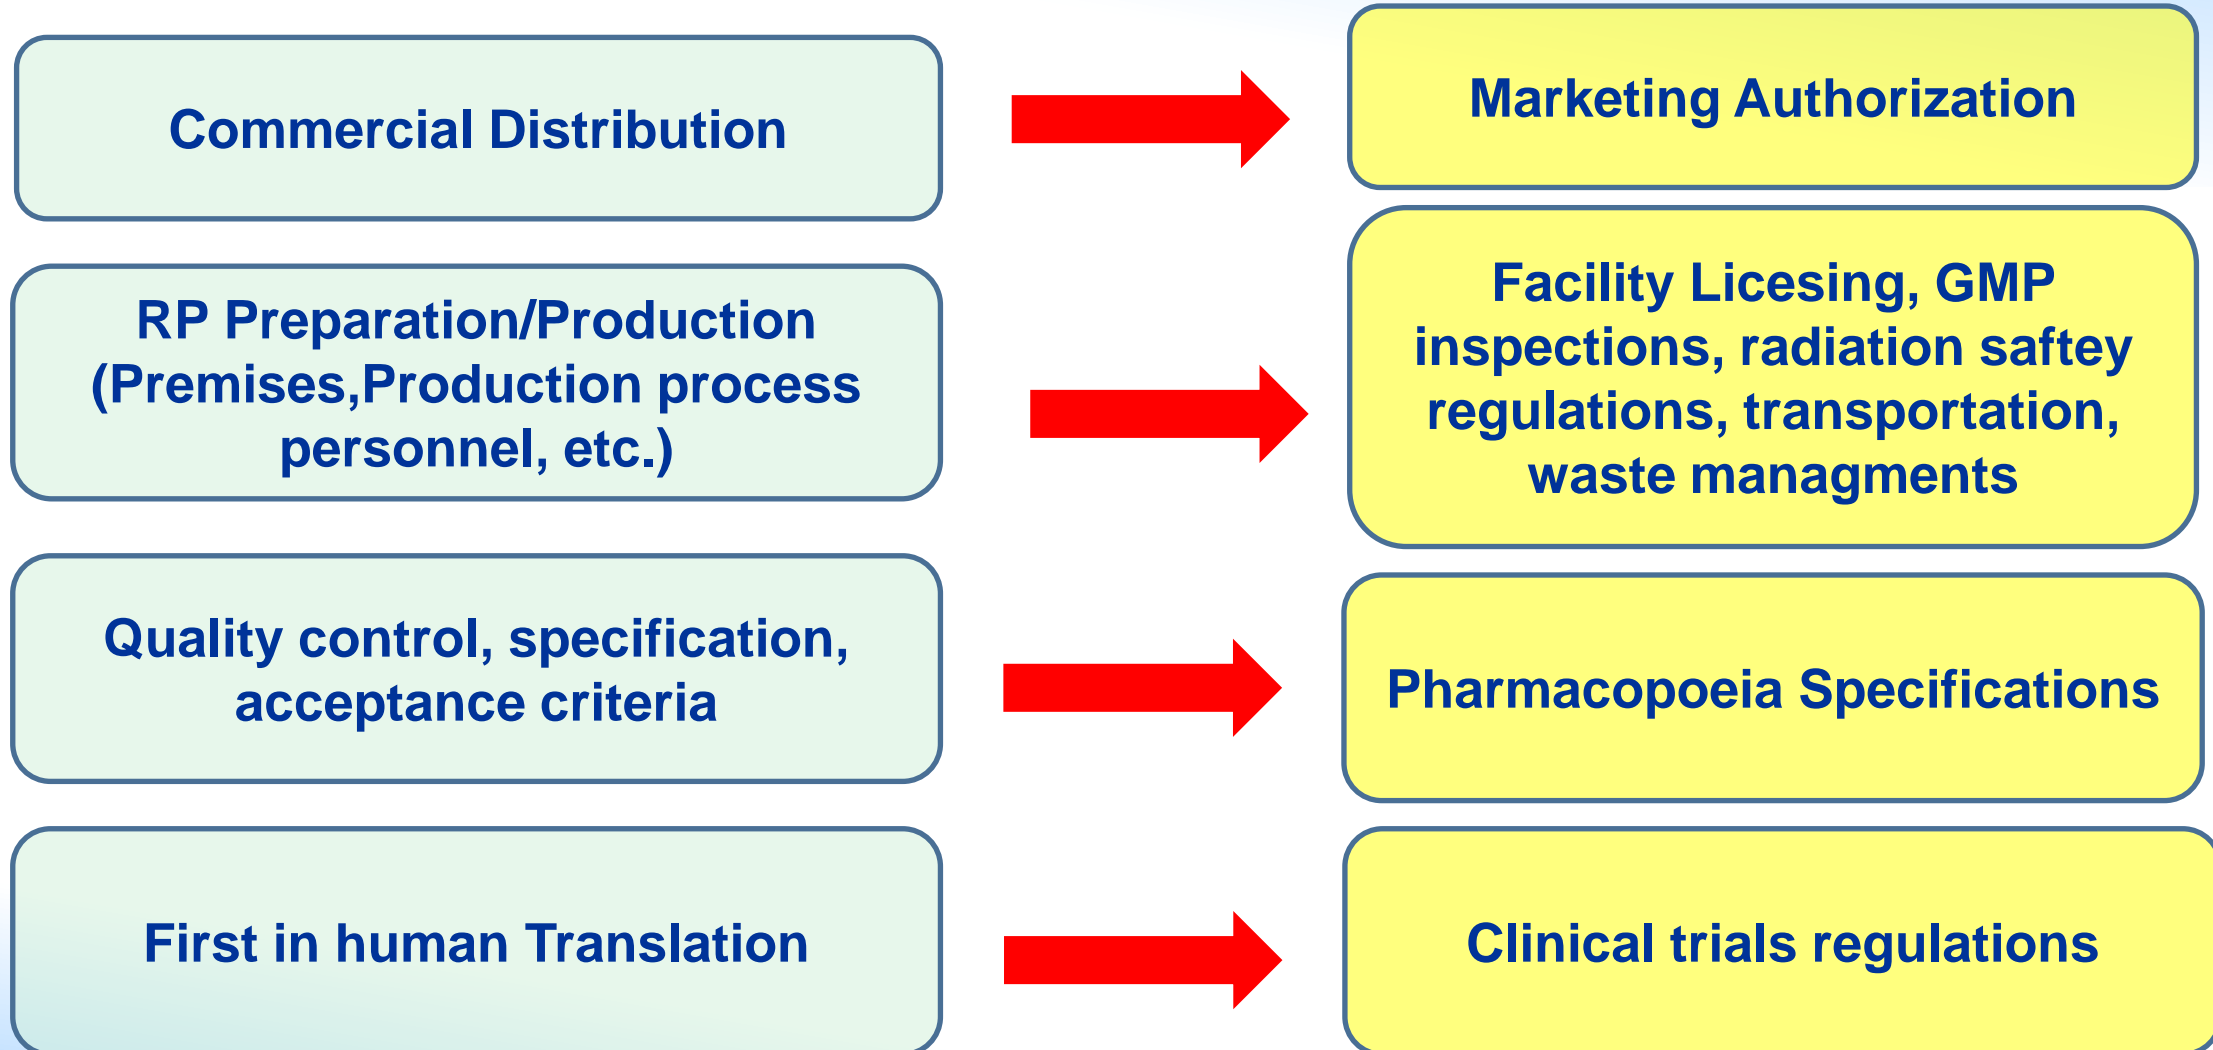 Commercial Distribution
Marketing Authorization
RP Preparation/Production
(Premises,Production process
personnel, etc.)
Facility Licesing, GMP
inspections, radiation saftey
regulations, transportation,
waste managments
Quality control, specification,
acceptance criteria
Pharmacopoeia Specifications
First in human Translation
Clinical trials regulations